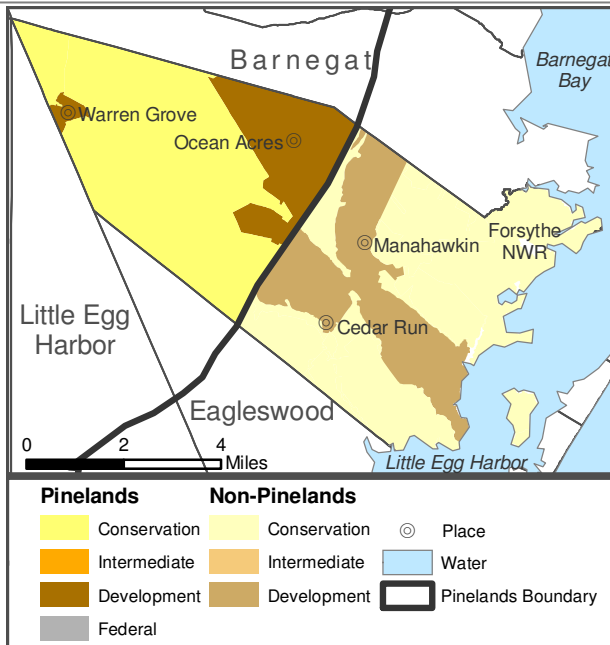 Barnegat
Barnegat
Bay
Warren Grove
Ocean Acres
Forsythe
NWR
Manahawkin
Little Egg
Harbor
Cedar Run
Eagleswood
0 2 4
Miles
Little Egg Harbor
Pinelands Non-Pinelands
Conservation Conservation Place
Intermediate Intermediate Water
Development Development Pinelands Boundary
Federal